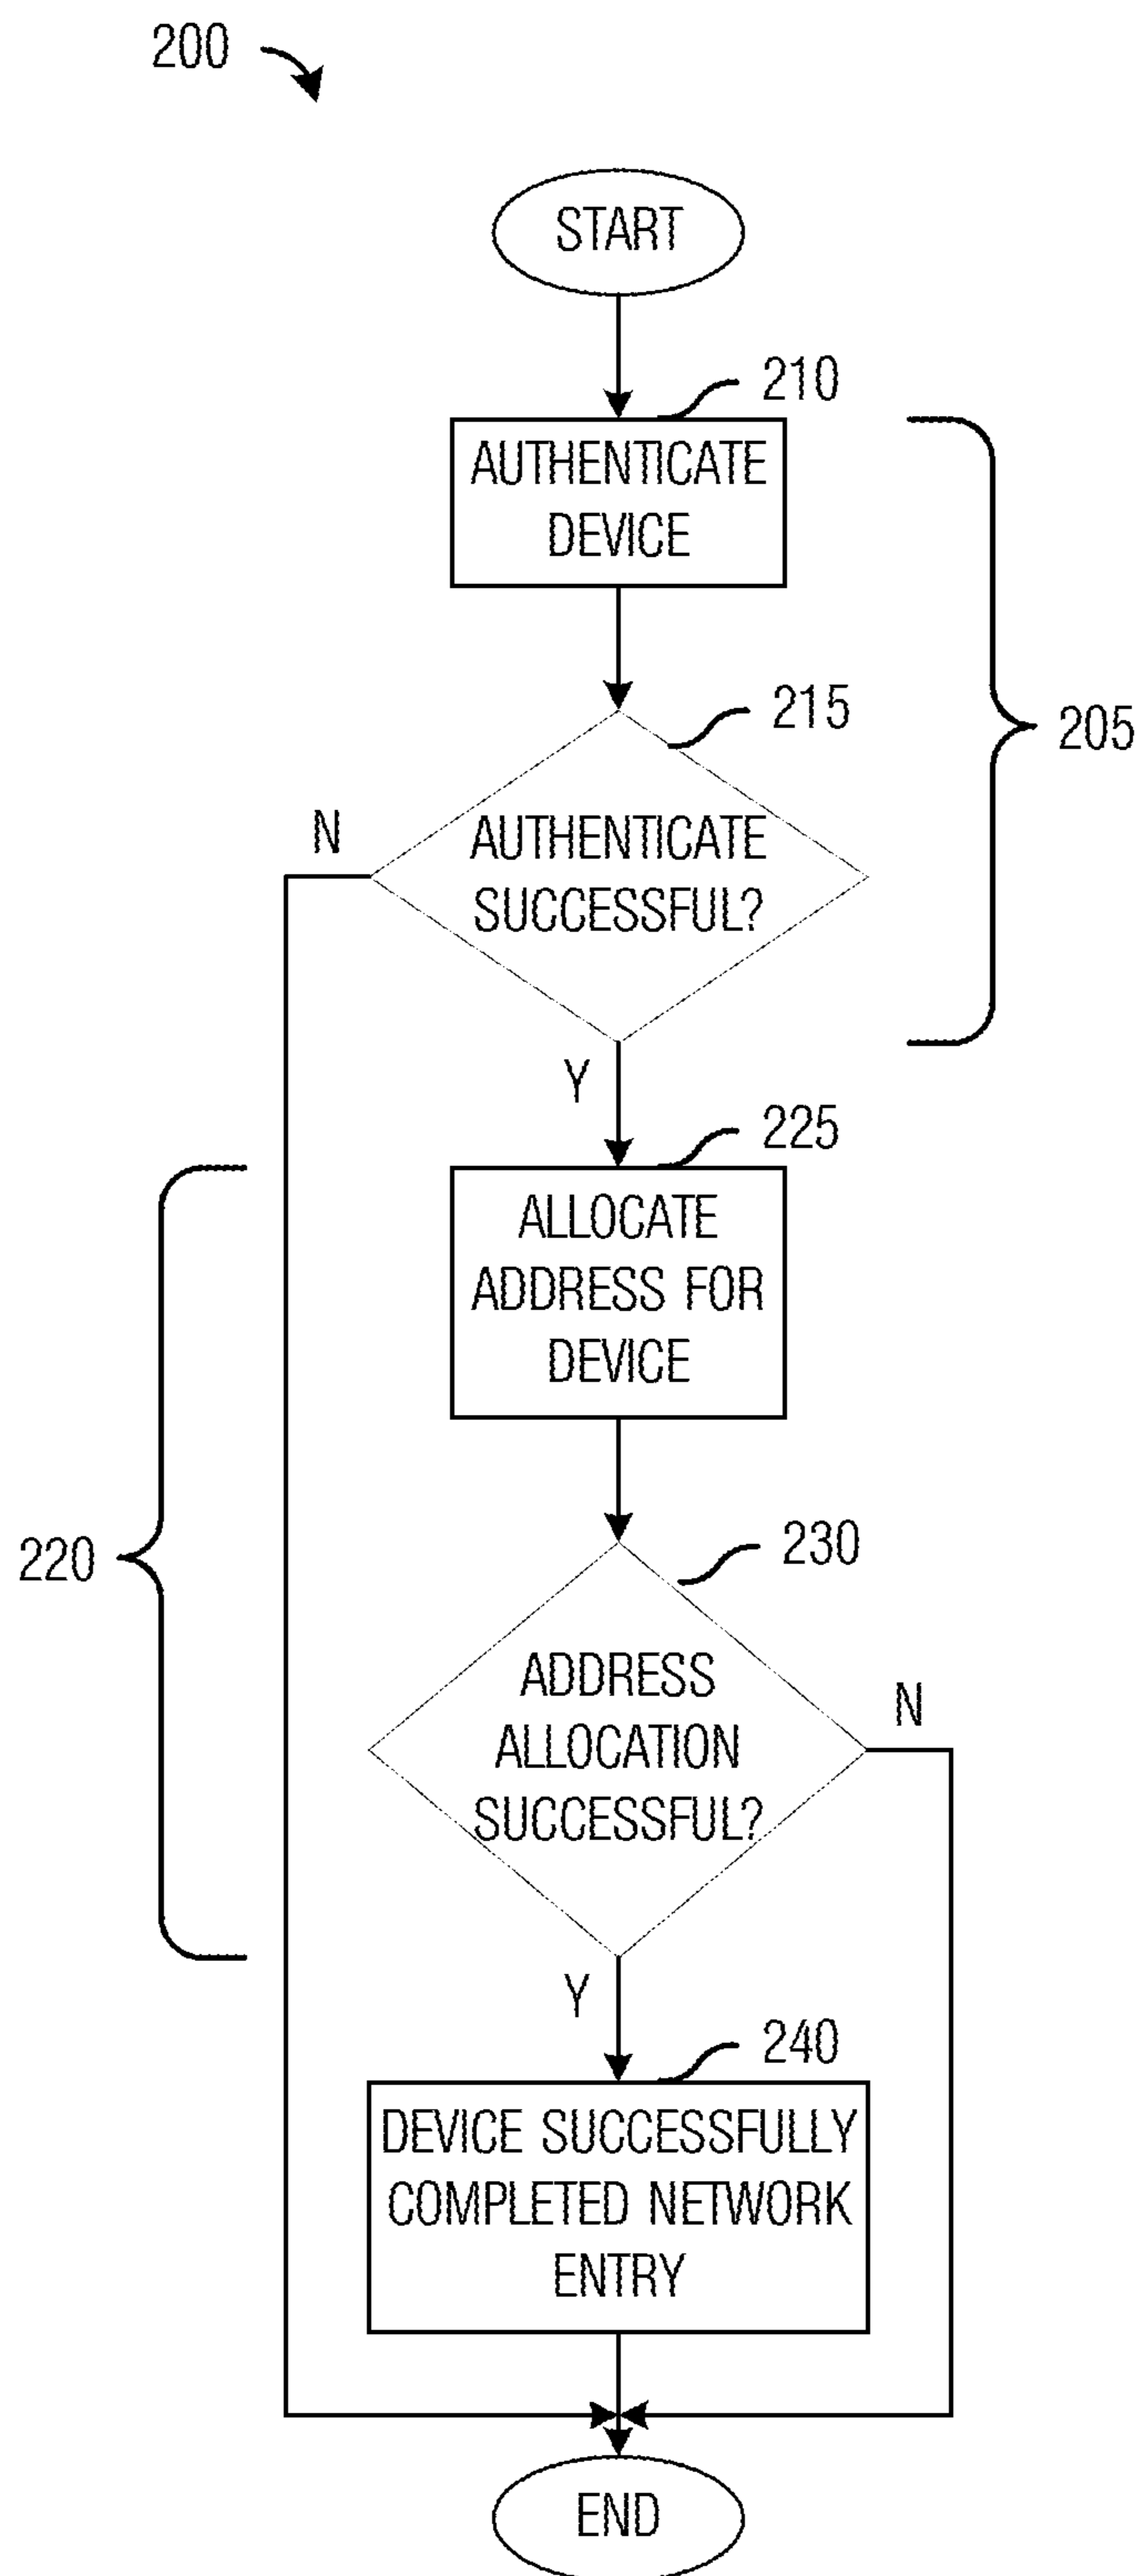 200
START
210
AUTHENTICATE
DEVICE
215
205
N
AUTHENTICATE
SUCCESSFUL?
Y
225
ALLOCATE
ADDRESS FOR
DEVICE
220
230
ADDRESS
ALLOCATION
SUCCESSFUL?
N
Y
240
DEVICE SUCCESSFULLY
COMPLETED NETWORK
ENTRY
END